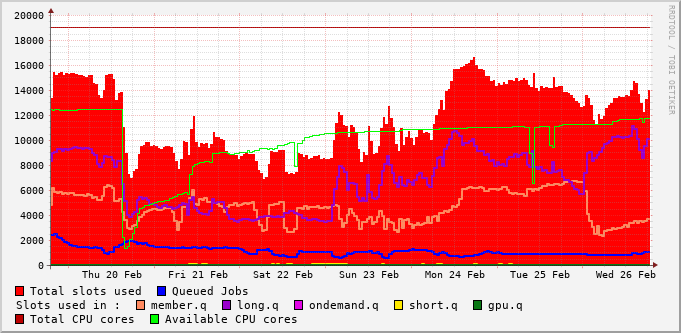 20000
18000
16000
14000
12000
10000
8000
6000
4000
2000
0
Thu 20 Feb Fri 21 Feb Sat 22 Feb Sun 23 Feb Mon 24 Feb Tue 25 Feb Wed 26 Feb
Total slots used Queued Jobs
Slots used in : member.q long.q ondemand.q short.q gpu.q
Total CPU cores Available CPU cores
RRDTOOL / TOBI OETIKER